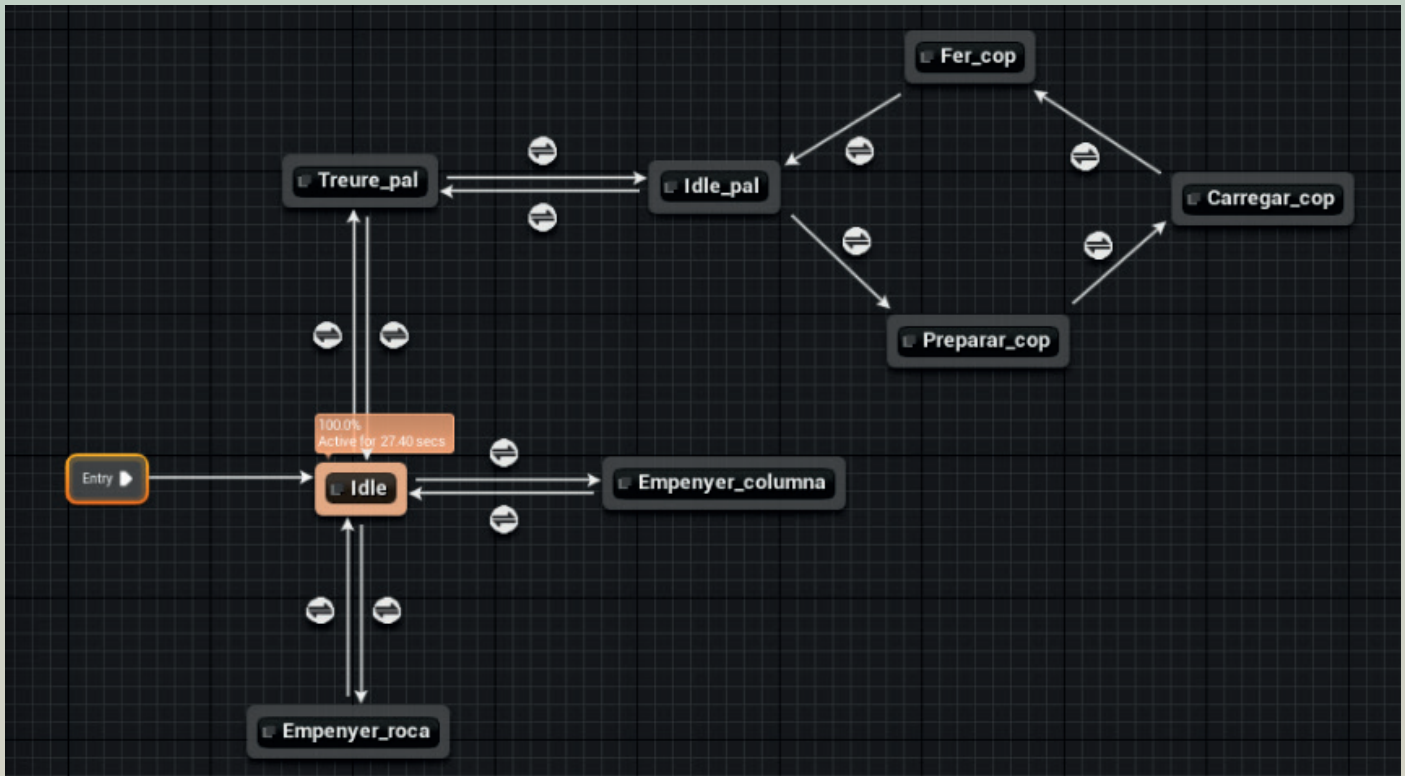 Fer_cop
Treure_pal
Idle_pal
Carregar_cop
Preparar_cop
100.0%
Active for 27.40 secs
Entry
Idle
Empenyer_columna
Empenyer_roca